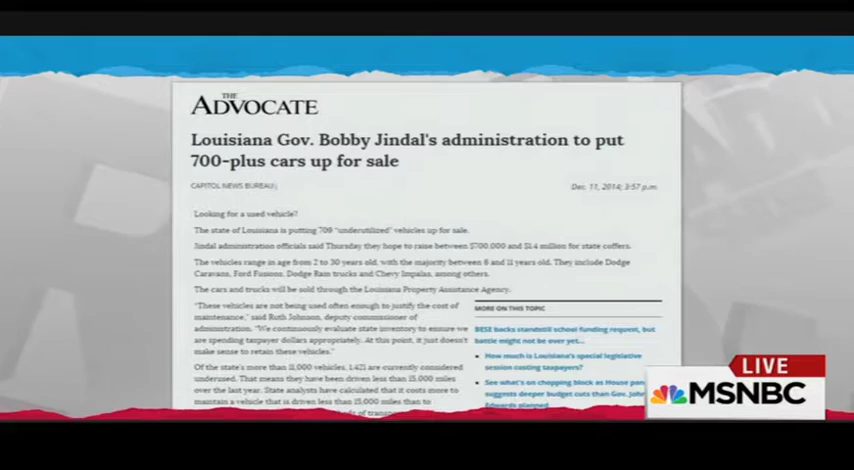 THE
ADVOCATE
Louisiana Gov. Bobby Jindal's administration to put
700-plus cars up for sale
CAPITOL NEWS BUREAU
Dec. 11, 2014; 3:57 p.m.
Looking for a used vehicle?
The state of Louisiana is putting 709 "underutilized" vehicles up for sale.
Jindal administration officials said Thursday they hope to raise between $700,000 and $1.4 million for state coffers.
The vehicles range in age from 2 to 30 years old, with the majority between 8 and 11 years old. They include Dodge
Caravans, Ford Fusions, Dodge Ram trucks and Chevy Impalas, among others.
The cars and trucks will be sold through the Louisiana Property Assistance Agency.
"These vehicles are not being used often enough to justify the cost of
maintenance," said Ruth Johnson, deputy commissioner of
administration. "We continuously evaluate state inventory to ensure we
are spending taxpayer dollars appropriately. At this point, it just doesn't
make sense to retain these vehicles."
Of the state's more than 11,000 vehicles, 1,421 are currently considered
underused. That means they have been driven less than 15,000 miles
over the last year. State analysts have calculated that it costs more to
maintain a vehicle that is driven less than 15,000 miles than to
of
MORE ON THIS TOPIC
BESE backs standstill school funding request, but
battle might not be over yet...
• How much is Louisiana's special legislative
session costing taxpayers?
• See what's on chopping block as House pan
suggests deeper budget cuts than Gov. John
Edwards planned
LIVE
MSNBC